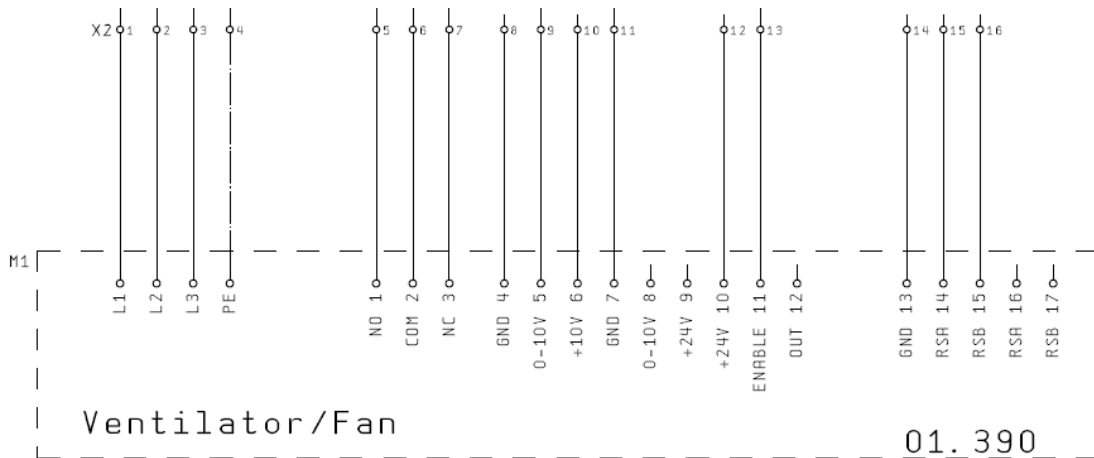 X2 1 2 3 4 5 6 7 8 9 10 11 12 13 14 15 16
M1
L1
L2
L3
PE
NO 1
COM 2
NC 3
GND 4
0-10V 5
+10V 6
GND 7
0-10V 8
+24V 9
+24V 10
ENABLE 11
OUT 12
GND 13
RSA 14
RSB 15
RSA 16
RSB 17
Ventilator/Fan
01.390